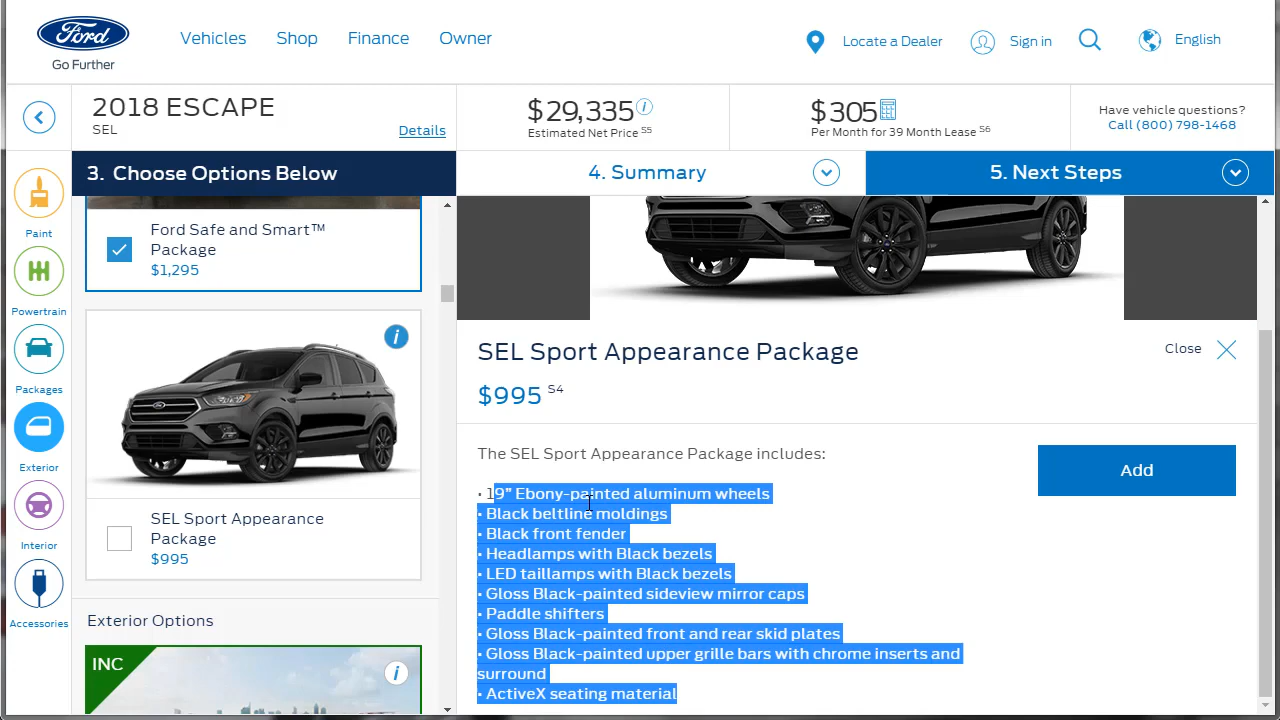 Ford
Go Further
Vehicles
Shop
Finance
Owner
Locate a Dealer
Sign in
English
2018 ESCAPE
SEL
Details
$29,335
Estimated Net Price S5
$305
Per Month for 39 Month Lease S6
Have vehicle questions?
Call (800) 798-1468
3. Choose Options Below
4. Summary
5. Next Steps
Paint
Powertrain
Packages
Exterior
Interior
Accessories
Ford Safe and Smart™
Package
$1,295
SEL Sport Appearance
Package
$995
Exterior Options
INC
SEL Sport Appearance Package
Close
$995 S4
The SEL Sport Appearance Package includes:
Add
• 19” Ebony-painted aluminum wheels
• Black beltline moldings
• Black front fender
• Headlamps with Black bezels
• LED taillamps with Black bezels
• Gloss Black-painted sideview mirror caps
• Paddle shifters
• Gloss Black-painted front and rear skid plates
• Gloss Black-painted upper grille bars with chrome inserts and
surround
• ActiveX seating material